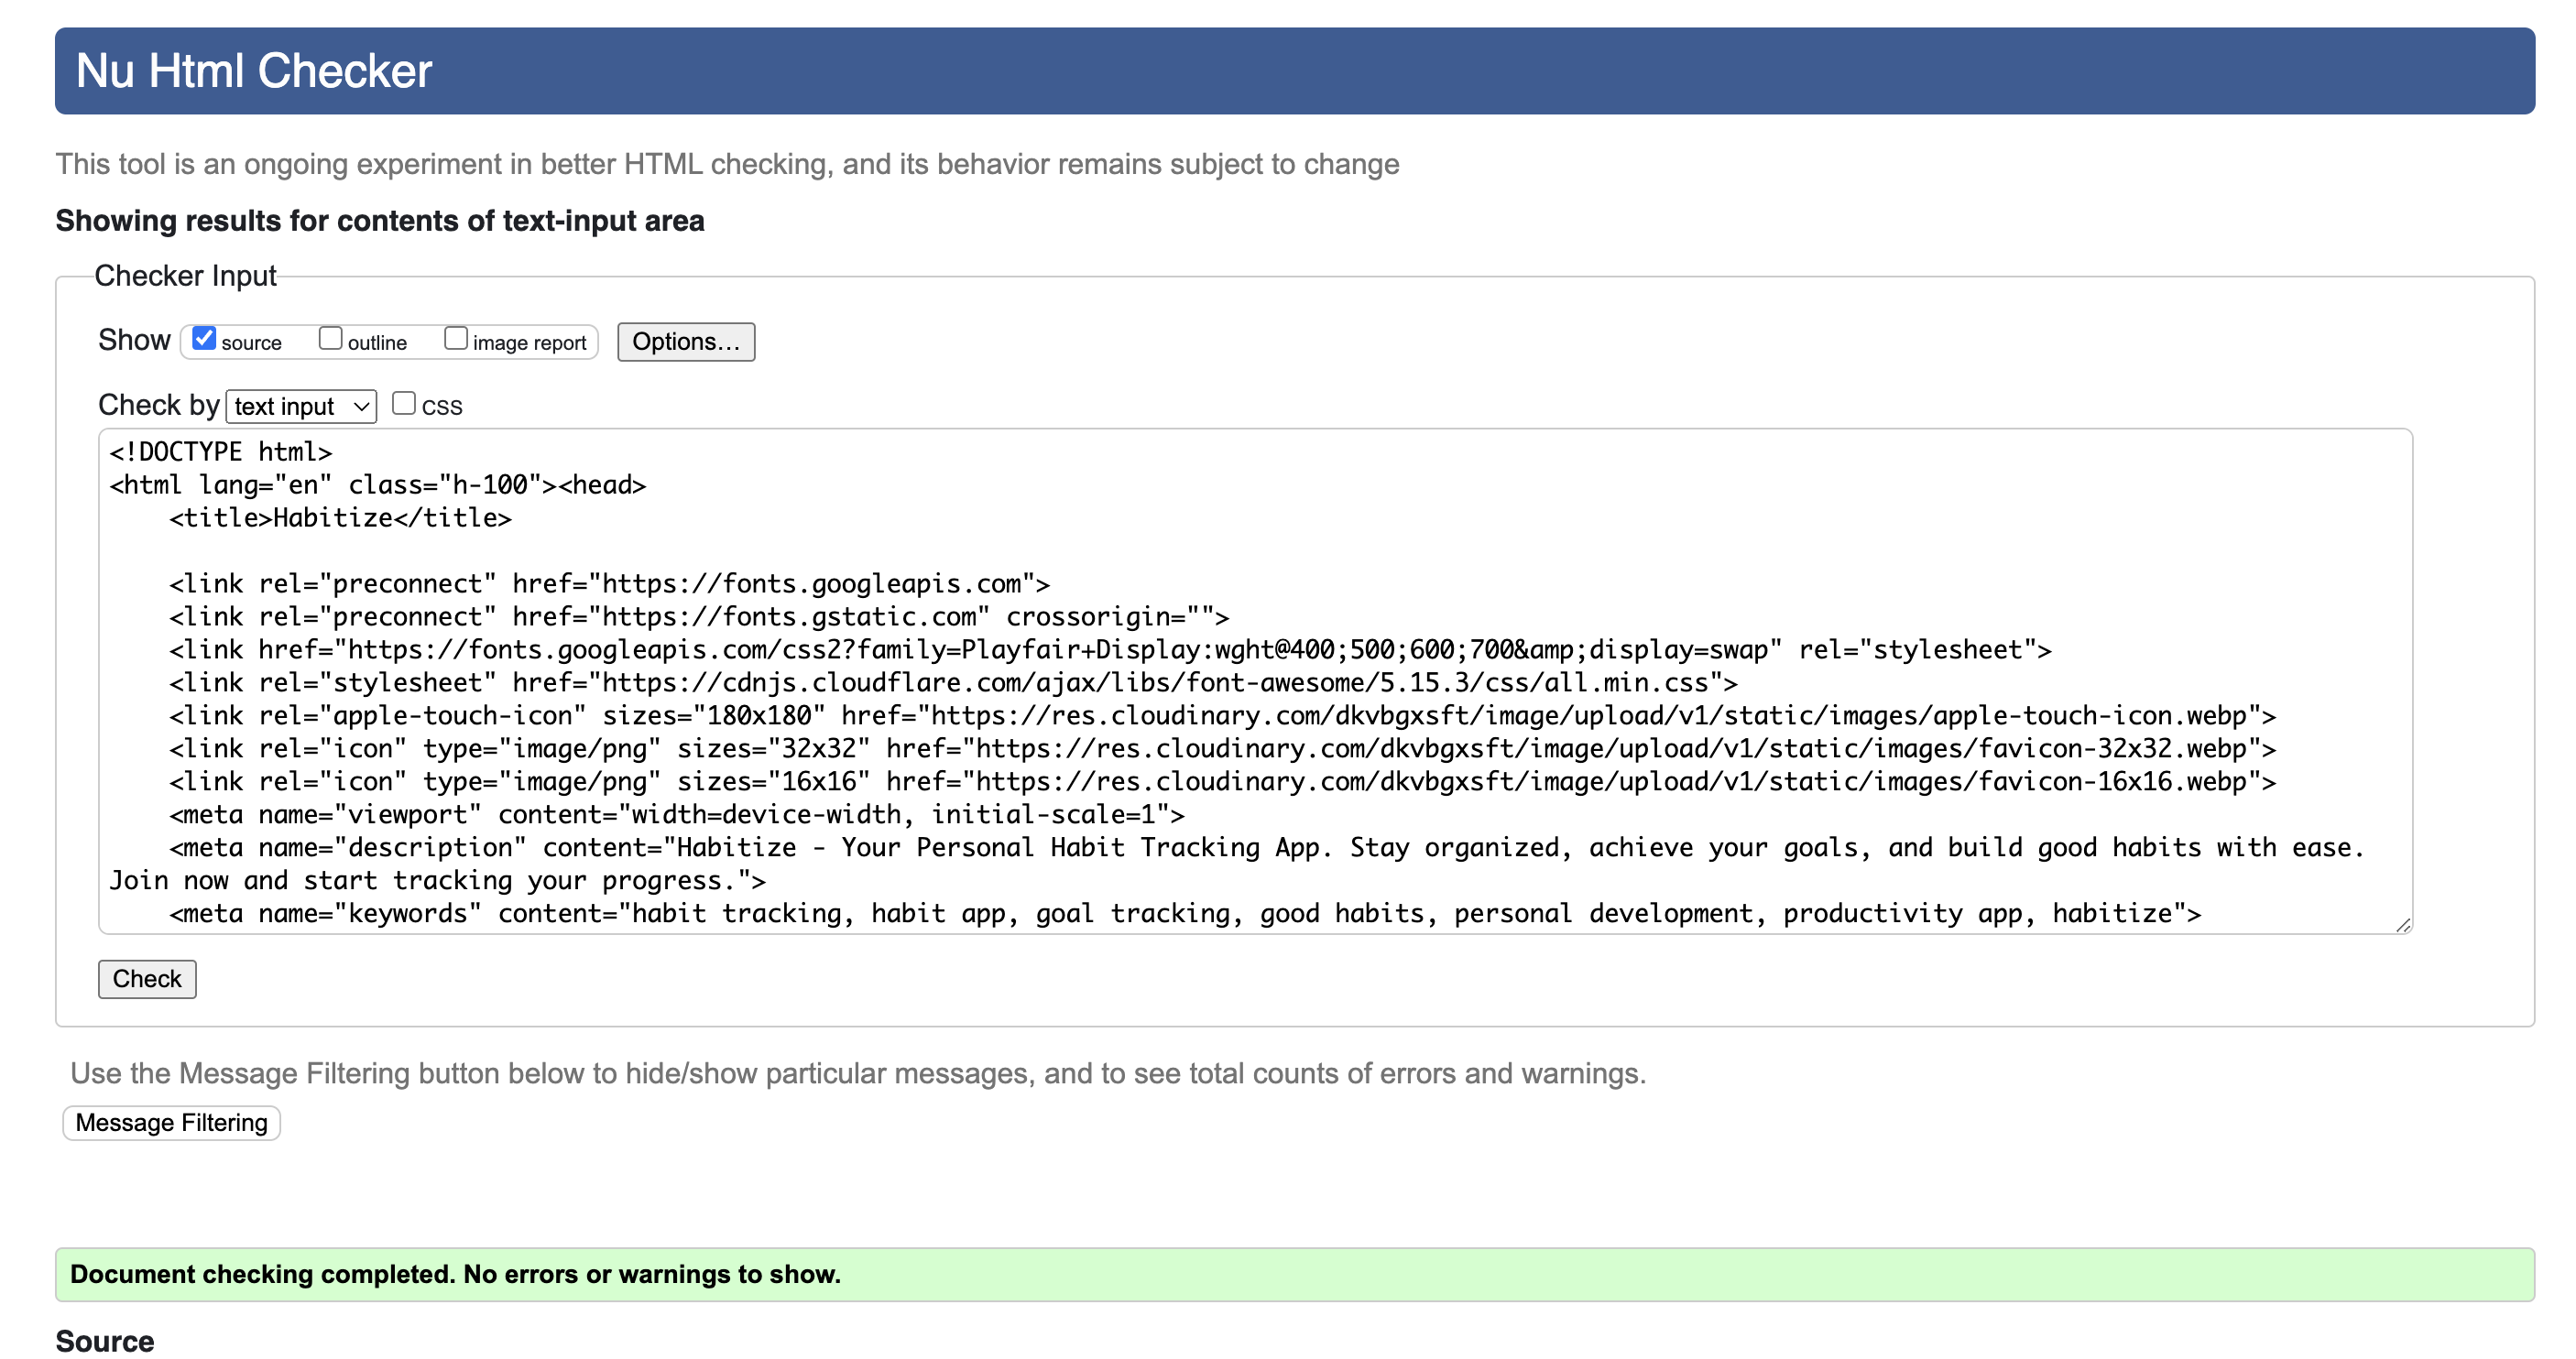 Nu Html Checker
This tool is an ongoing experiment in better HTML checking, and its behavior remains subject to change
Showing results for contents of text-input area
Checker Input
Show source outline image report Options...
Check by text input CSS
<!DOCTYPE html>
<html lang="en" class="h-100"><head>
    <title>Habitize</title>
    <link rel="preconnect" href="https://fonts.googleapis.com">
    <link rel="preconnect" href="https://fonts.gstatic.com" crossorigin="">
    <link href="https://fonts.googleapis.com/css2?family=Playfair+Display:wght@400;500;600;700&amp;display=swap" rel="stylesheet">
    <link rel="stylesheet" href="https://cdnjs.cloudflare.com/ajax/libs/font-awesome/5.15.3/css/all.min.css">
    <link rel="apple-touch-icon" sizes="180x180" href="https://res.cloudinary.com/dkvbgxsft/image/upload/v1/static/images/apple-touch-icon.webp">
    <link rel="icon" type="image/png" sizes="32x32" href="https://res.cloudinary.com/dkvbgxsft/image/upload/v1/static/images/favicon-32x32.webp">
    <link rel="icon" type="image/png" sizes="16x16" href="https://res.cloudinary.com/dkvbgxsft/image/upload/v1/static/images/favicon-16x16.webp">
    <meta name="viewport" content="width=device-width, initial-scale=1">
    <meta name="description" content="Habitize - Your Personal Habit Tracking App. Stay organized, achieve your goals, and build good habits with ease.
Join now and start tracking your progress.">
    <meta name="keywords" content="habit tracking, habit app, goal tracking, good habits, personal development, productivity app, habitize">
Check
Use the Message Filtering button below to hide/show particular messages, and to see total counts of errors and warnings.
Message Filtering
Document checking completed. No errors or warnings to show.
Source